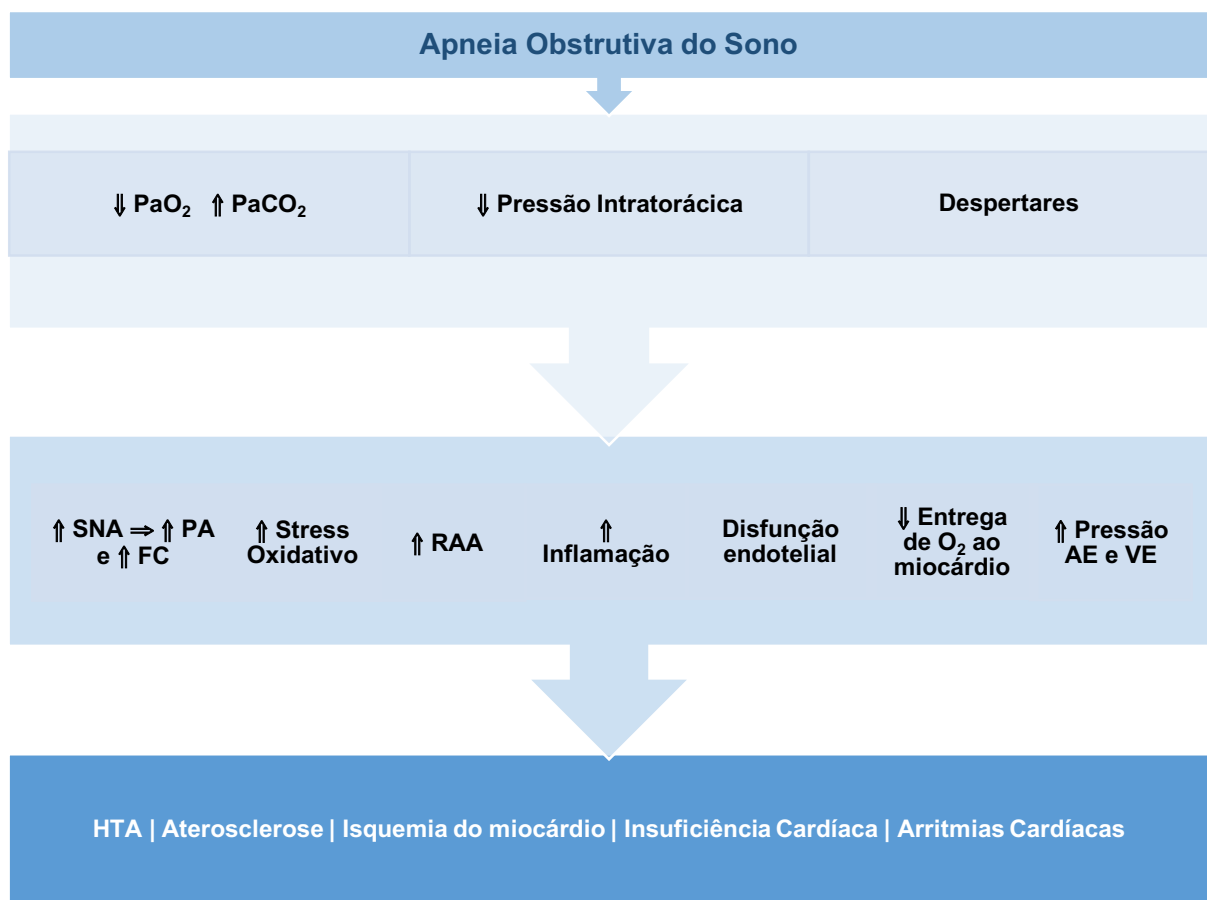 Apneia Obstrutiva do Sono
⇓ PaO₂ ⇑ PaCO₂
⇓ Pressão Intratorácica
Despertares
⇑ SNA ⇒ ⇑ PA
e ⇑ FC
⇑ Stress
Oxidativo
⇑ RAA
⇑
Inflamação
Disfunção
endotelial
⇓ Entrega
de O₂ ao
miocárdio
⇑ Pressão
AE e VE
HTA | Aterosclerose | Isquemia do miocárdio | Insuficiência Cardíaca | Arritmias Cardíacas